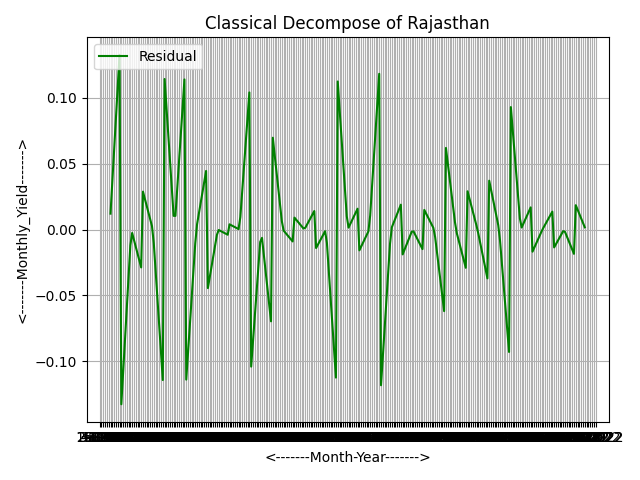 Classical Decompose of Rajasthan
Residual
0.10
0.05
0.00
−0.05
−0.10
<------Monthly_Yield------->
<-------Month-Year------->